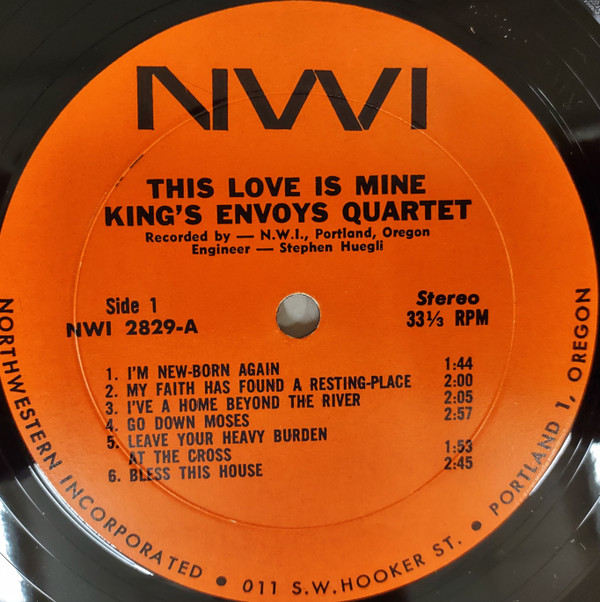 NWI
THIS LOVE IS MINE
KING'S ENVOYS QUARTET
Recorded by — N.W.I., Portland, Oregon
Engineer — Stephen Huegli
Side 1
NWI 2829-A
Stereo
33⅓ RPM
1. I'M NEW-BORN AGAIN 1:44
2. MY FAITH HAS FOUND A RESTING-PLACE 2:00
3. I'VE A HOME BEYOND THE RIVER 2:05
4. GO DOWN MOSES 2:57
5. LEAVE YOUR HEAVY BURDEN
AT THE CROSS 1:53
6. BLESS THIS HOUSE 2:45
NORTHWESTERN INCORPORATED • 011 S.W. HOOKER ST. • PORTLAND 1, OREGON